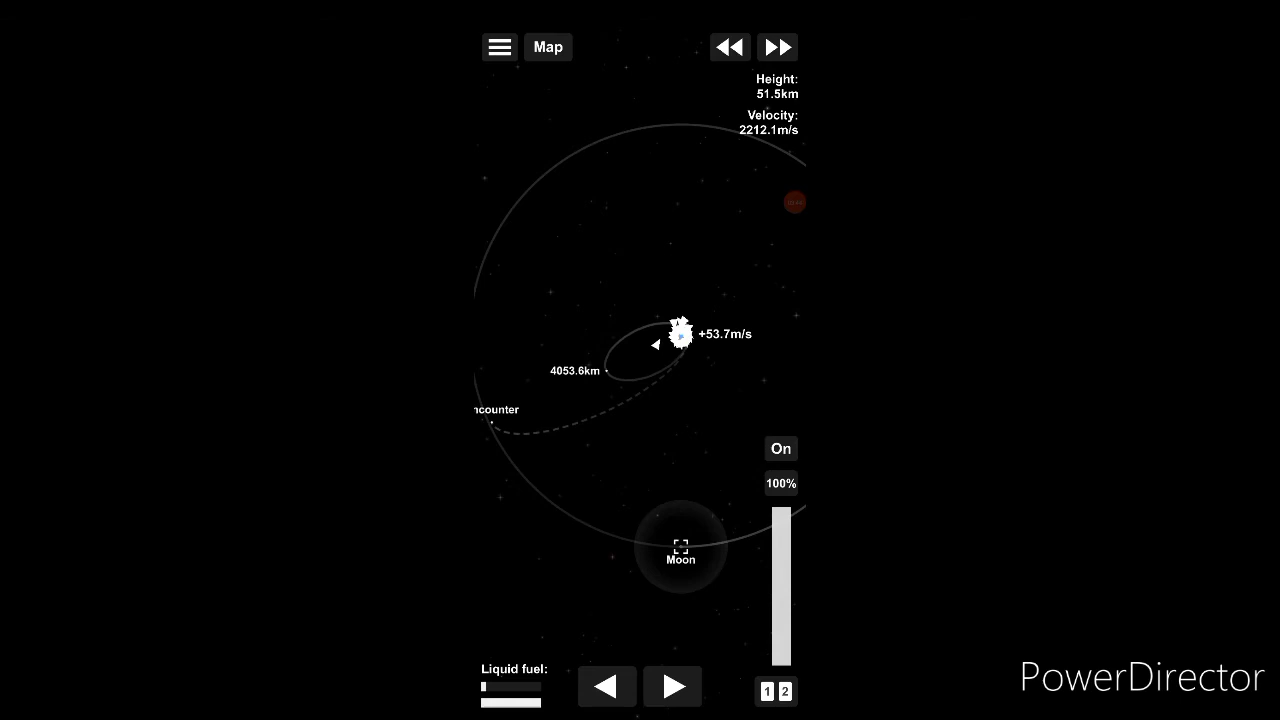 Map
Height:
51.5km
Velocity:
2212.1m/s
+53.7m/s
4053.6km
ncounter
On
100%
Moon
Liquid fuel:
1 2
PowerDirector